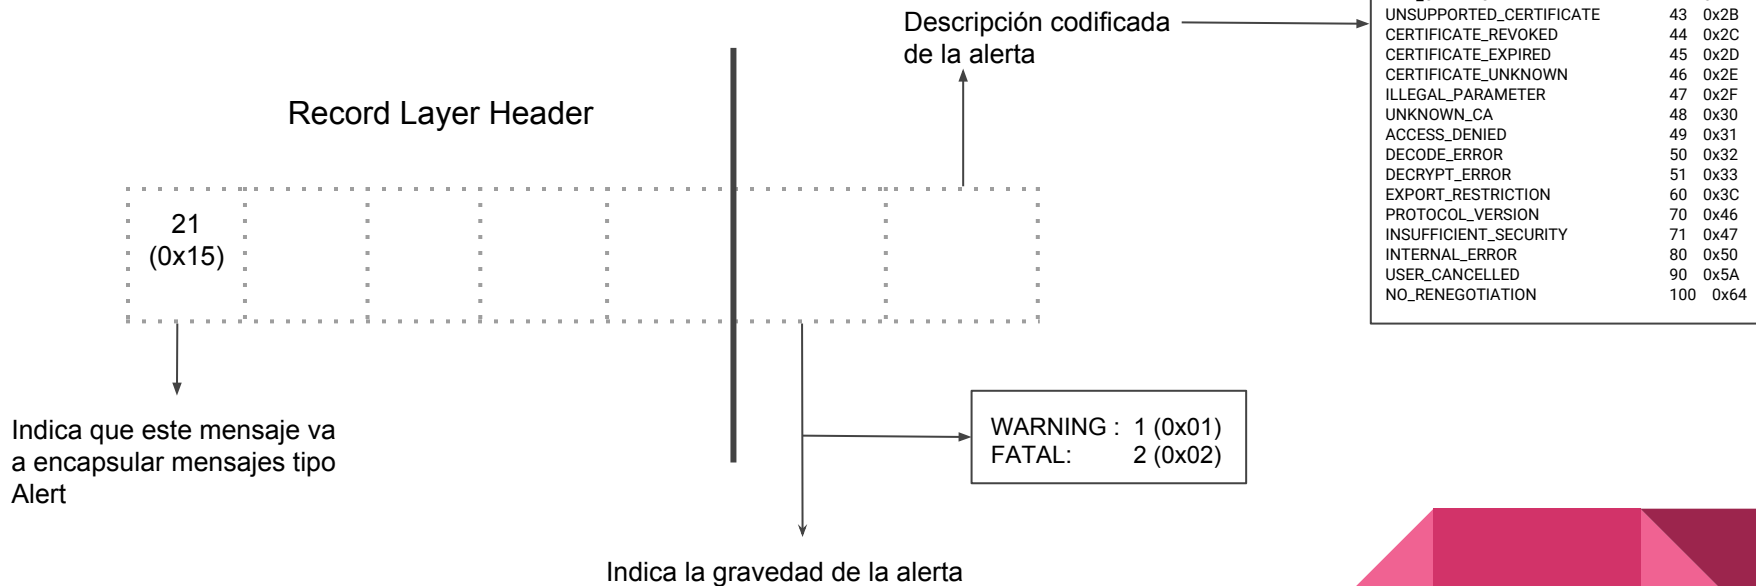 Descripción codificada
de la alerta
UNSUPPORTED_CERTIFICATE 43 0x2B
CERTIFICATE_REVOKED 44 0x2C
CERTIFICATE_EXPIRED 45 0x2D
CERTIFICATE_UNKNOWN 46 0x2E
ILLEGAL_PARAMETER 47 0x2F
UNKNOWN_CA 48 0x30
ACCESS_DENIED 49 0x31
DECODE_ERROR 50 0x32
DECRYPT_ERROR 51 0x33
EXPORT_RESTRICTION 60 0x3C
PROTOCOL_VERSION 70 0x46
INSUFFICIENT_SECURITY 71 0x47
INTERNAL_ERROR 80 0x50
USER_CANCELLED 90 0x5A
NO_RENEGOTIATION 100 0x64
Record Layer Header
21
(0x15)
Indica que este mensaje va
a encapsular mensajes tipo
Alert
WARNING : 1 (0x01)
FATAL: 2 (0x02)
Indica la gravedad de la alerta